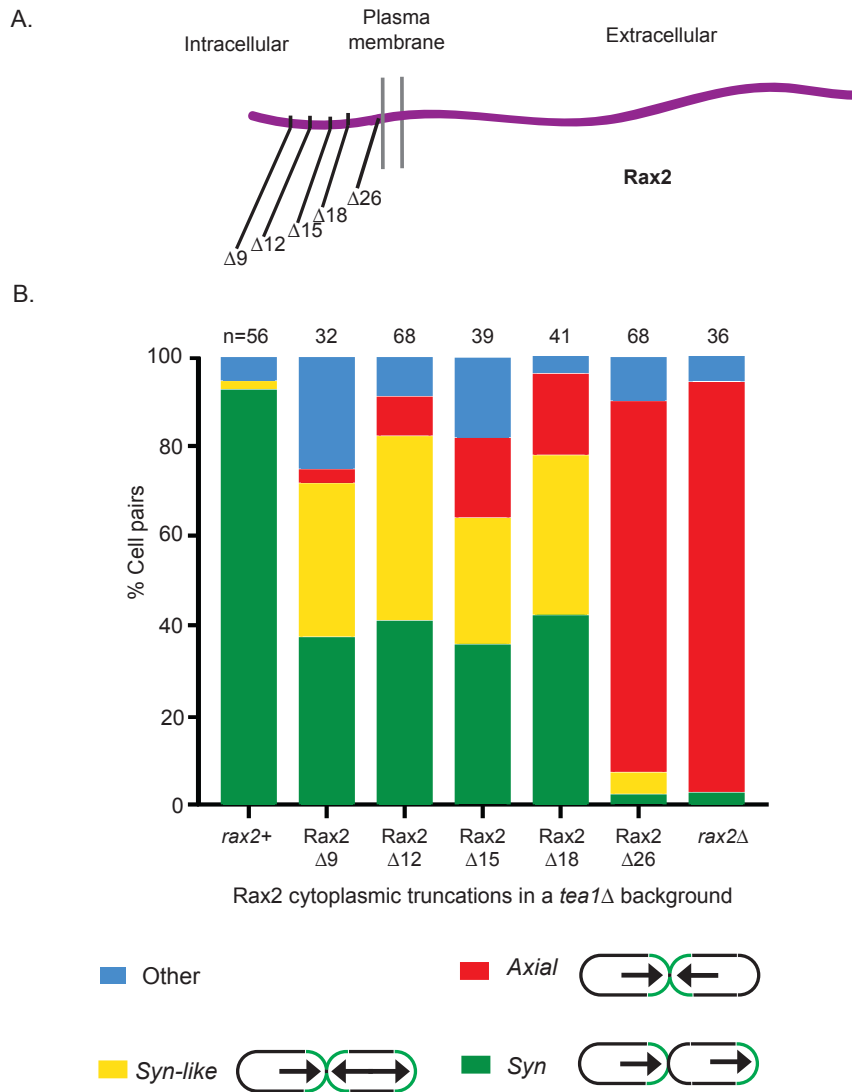 A.
Intracellular
Plasma
membrane
Extracellular
Rax2
Δ9
Δ12
Δ15
Δ18
Δ26
B.
n=56 32 68 39 41 68 36
100
80
60
40
20
0
% Cell pairs
rax2+
Rax2
Δ9
Rax2
Δ12
Rax2
Δ15
Rax2
Δ18
Rax2
Δ26
rax2Δ
Rax2 cytoplasmic truncations in a tea1Δ background
Other
Axial
Syn-like
Syn